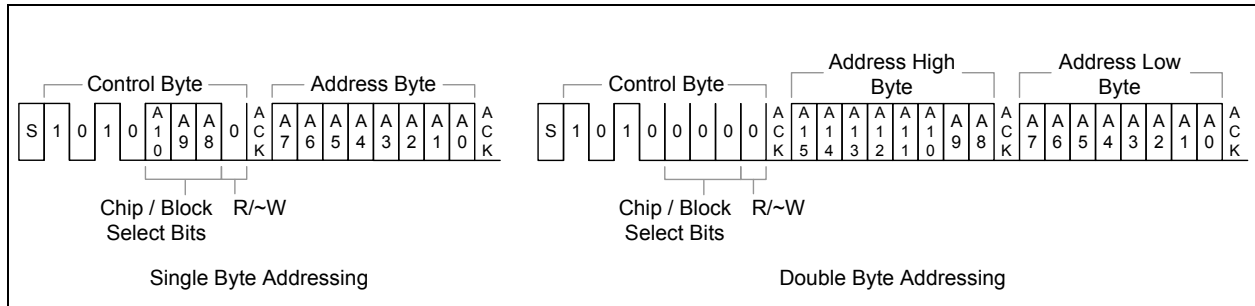 Control Byte Address Byte
S 1 0 1 0 A10 A9 A8 0 ACK A7 A6 A5 A4 A3 A2 A1 A0 ACK
Chip / Block R/~W
Select Bits
Single Byte Addressing
Control Byte Address High Byte Address Low Byte
S 1 0 1 0 0 0 0 0 ACK A15 A14 A13 A12 A11 A10 A9 A8 ACK A7 A6 A5 A4 A3 A2 A1 A0 ACK
Chip / Block R/~W
Select Bits
Double Byte Addressing